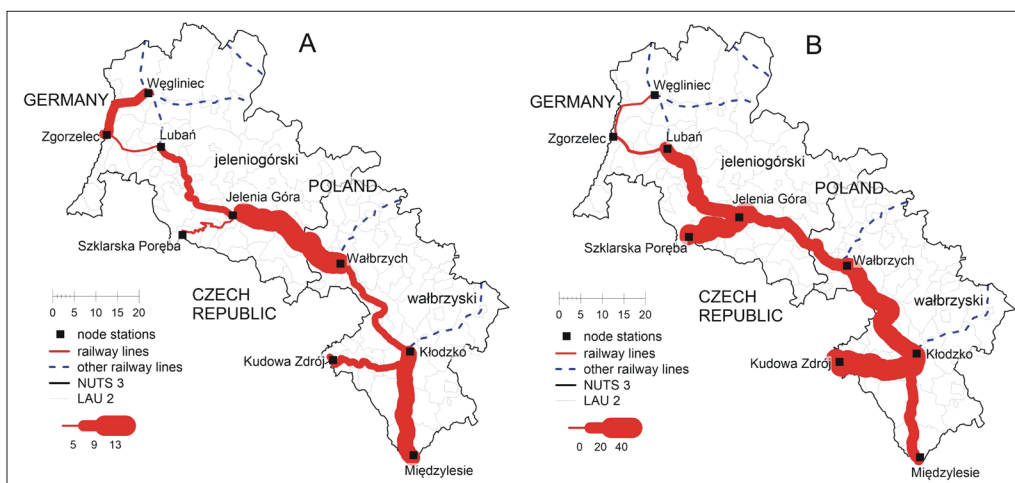 A
Węgliniec
GERMANY
Zgorzelec
Lubań
jeleniogórski
POLAND
Jelenia Góra
Szklarska Poręba
Wałbrzych
CZECH
REPUBLIC
wałbrzyski
0 5 10 15 20
node stations
railway lines
other railway lines
NUTS 3
LAU 2
5 9 13
Kudowa Zdrój
Kłodzko
Międzylesie
B
Węgliniec
GERMANY
Zgorzelec
Lubań
jeleniogórski
POLAND
Jelenia Góra
Szklarska Poręba
Wałbrzych
CZECH
REPUBLIC
wałbrzyski
0 5 10 15 20
node stations
railway lines
other railway lines
NUTS 3
LAU 2
0 20 40
Kudowa Zdrój
Kłodzko
Międzylesie